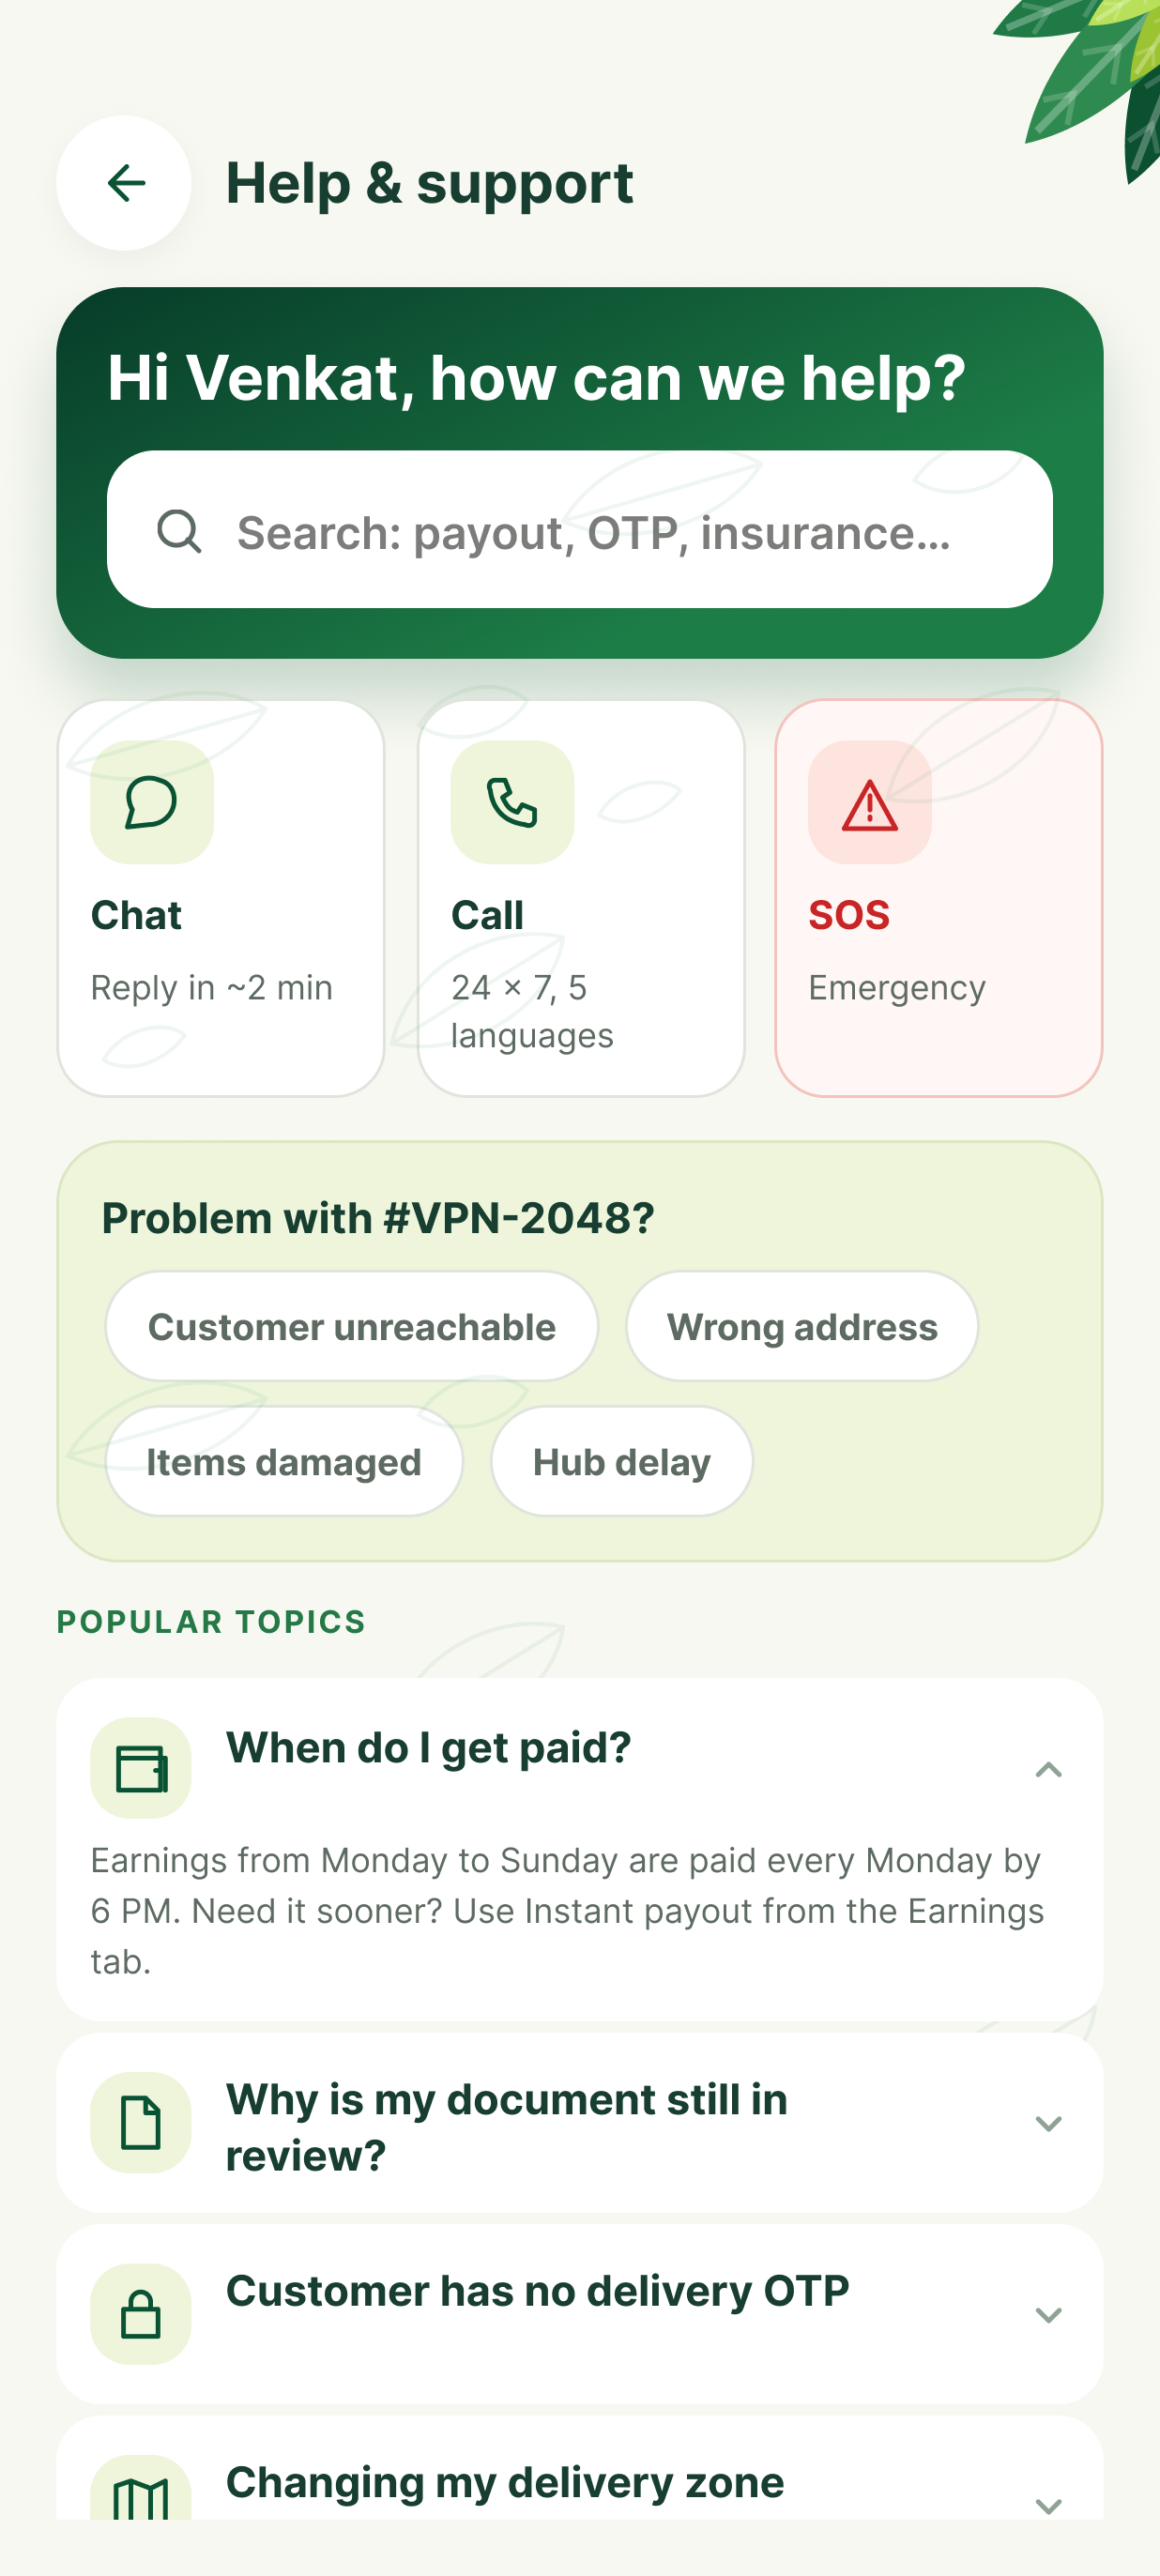 Help & support
Hi Venkat, how can we help?
Search: payout, OTP, insurance...
Chat
Reply in ~2 min
Call
24 × 7, 5
languages
SOS
Emergency
Problem with #VPN-2048?
Customer unreachable
Wrong address
Items damaged
Hub delay
POPULAR TOPICS
When do I get paid?
Earnings from Monday to Sunday are paid every Monday by
6 PM. Need it sooner? Use Instant payout from the Earnings
tab.
Why is my document still in
review?
Customer has no delivery OTP
Changing my delivery zone